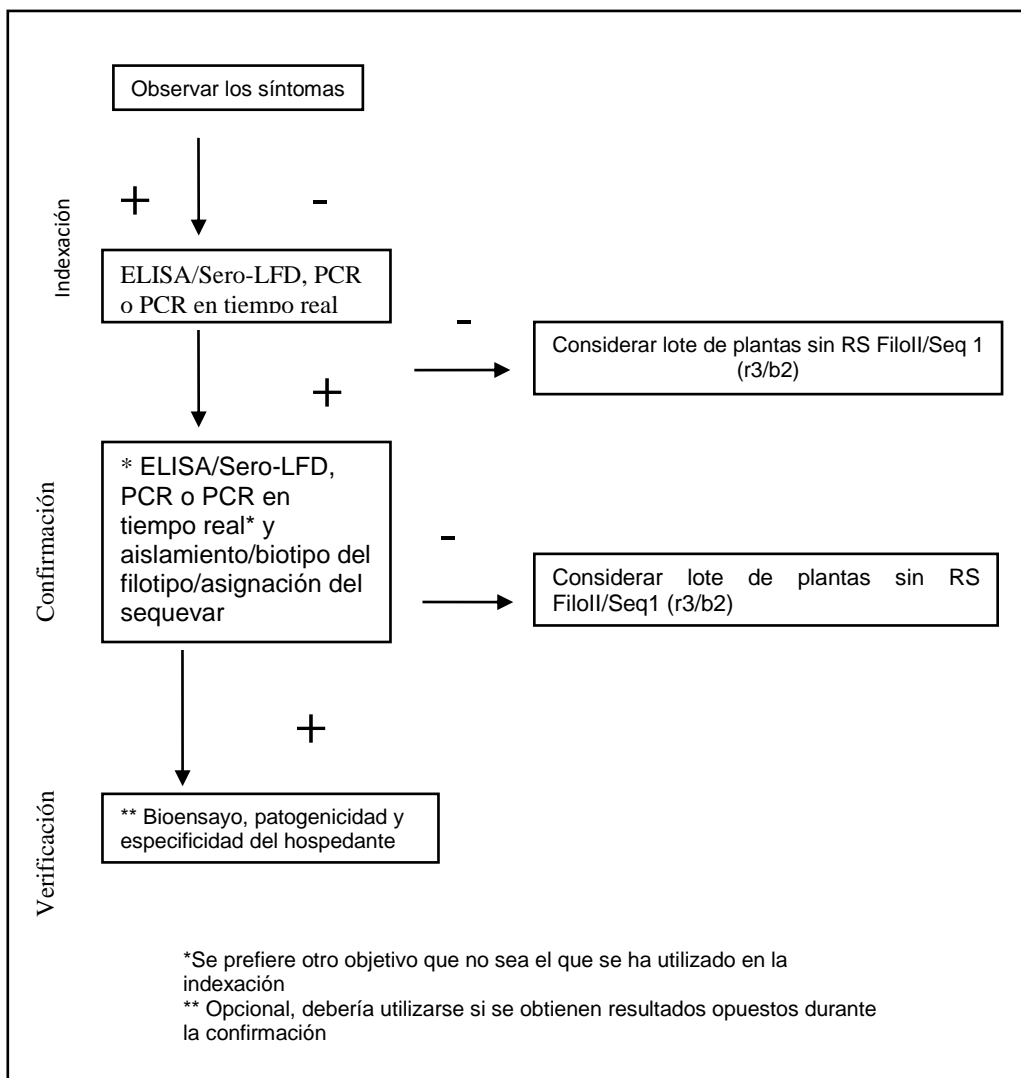 Observar los síntomas
Indexación
+ -
ELISA/Sero-LFD, PCR
o PCR en tiempo real
-
Considerar lote de plantas sin RS FiloII/Seq 1
(r3/b2)
+
Confirmación
* ELISA/Sero-LFD,
PCR o PCR en
tiempo real* y
aislamiento/biotipo del
filotipo/asignación del
sequevar
-
Considerar lote de plantas sin RS
FiloII/Seq1 (r3/b2)
+
Verificación
** Bioensayo, patogenicidad y
especificidad del hospedante
*Se prefiere otro objetivo que no sea el que se ha utilizado en la
indexación
** Opcional, debería utilizarse si se obtienen resultados opuestos durante
la confirmación